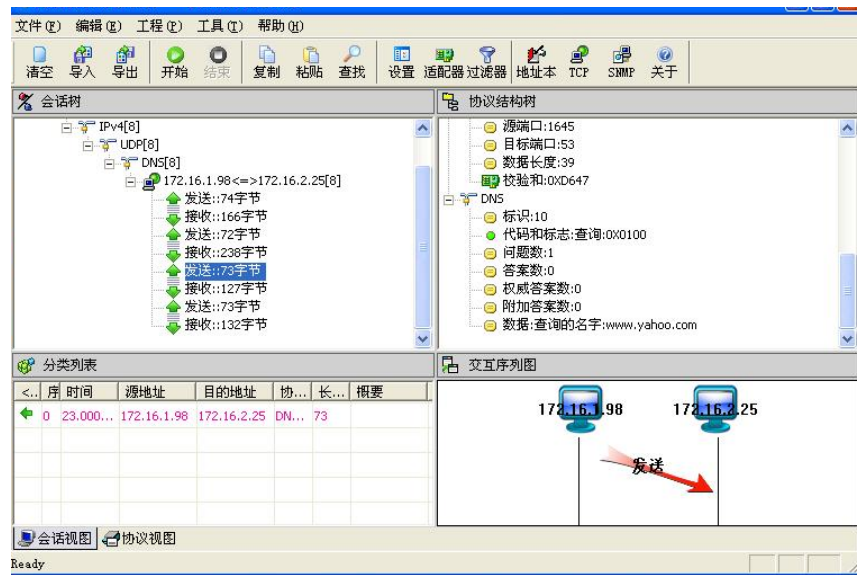 文件(F) 编辑(E) 工程(P) 工具(T) 帮助(H)
清空 导入 导出 开始 结束 复制 粘贴 查找 设置 适配器 过滤器 地址本 TCP SNMP 关于
会话树
IPv4[8]
UDP[8]
DNS[8]
172.16.1.98<=>172.16.2.25[8]
发送::74字节
接收::166字节
发送::72字节
接收::238字节
发送::73字节
接收::127字节
发送::73字节
接收::132字节
协议结构树
源端口:1645
目标端口:53
数据长度:39
校验和:0XD647
DNS
标识:10
代码和标志:查询:0X0100
问题数:1
答案数:0
权威答案数:0
附加答案数:0
数据:查询的名字:www.yahoo.com
分类列表
<.. 序 时间 源地址 目的地址 协... 长... 概要
0 23.000... 172.16.1.98 172.16.2.25 DN... 73
交互序列图
172.16.1.98 172.16.2.25
发送
会话视图 协议视图
Ready